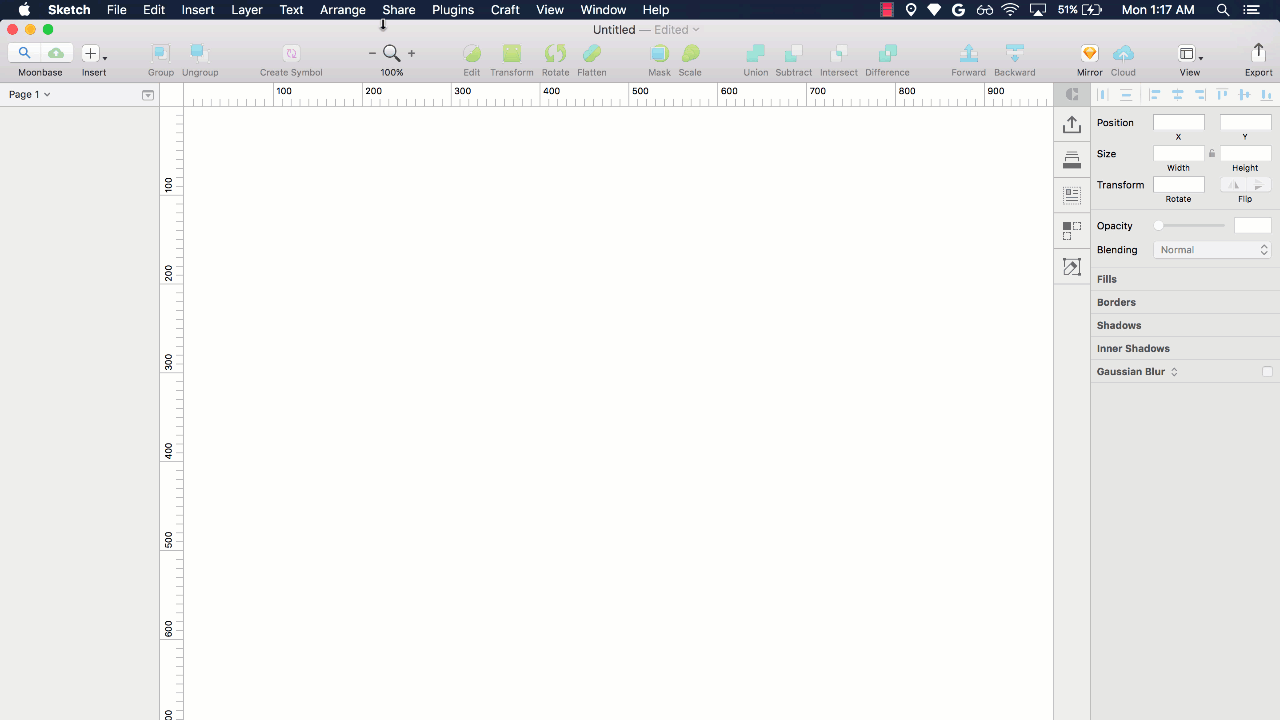 Sketch File Edit Insert Layer Text Arrange Share Plugins Craft View Window Help 51% Mon 1:17 AM
Untitled — Edited
Moonbase Insert Group Ungroup Create Symbol 100% Edit Transform Rotate Flatten Mask Scale Union Subtract Intersect Difference Forward Backward Mirror Cloud View Export
Page 1
100 200 300 400 500 600 700 800 900
100
200
300
400
500
600
Position
X Y
Size
Width Height
Transform
Rotate Flip
Opacity
Blending Normal
Fills
Borders
Shadows
Inner Shadows
Gaussian Blur